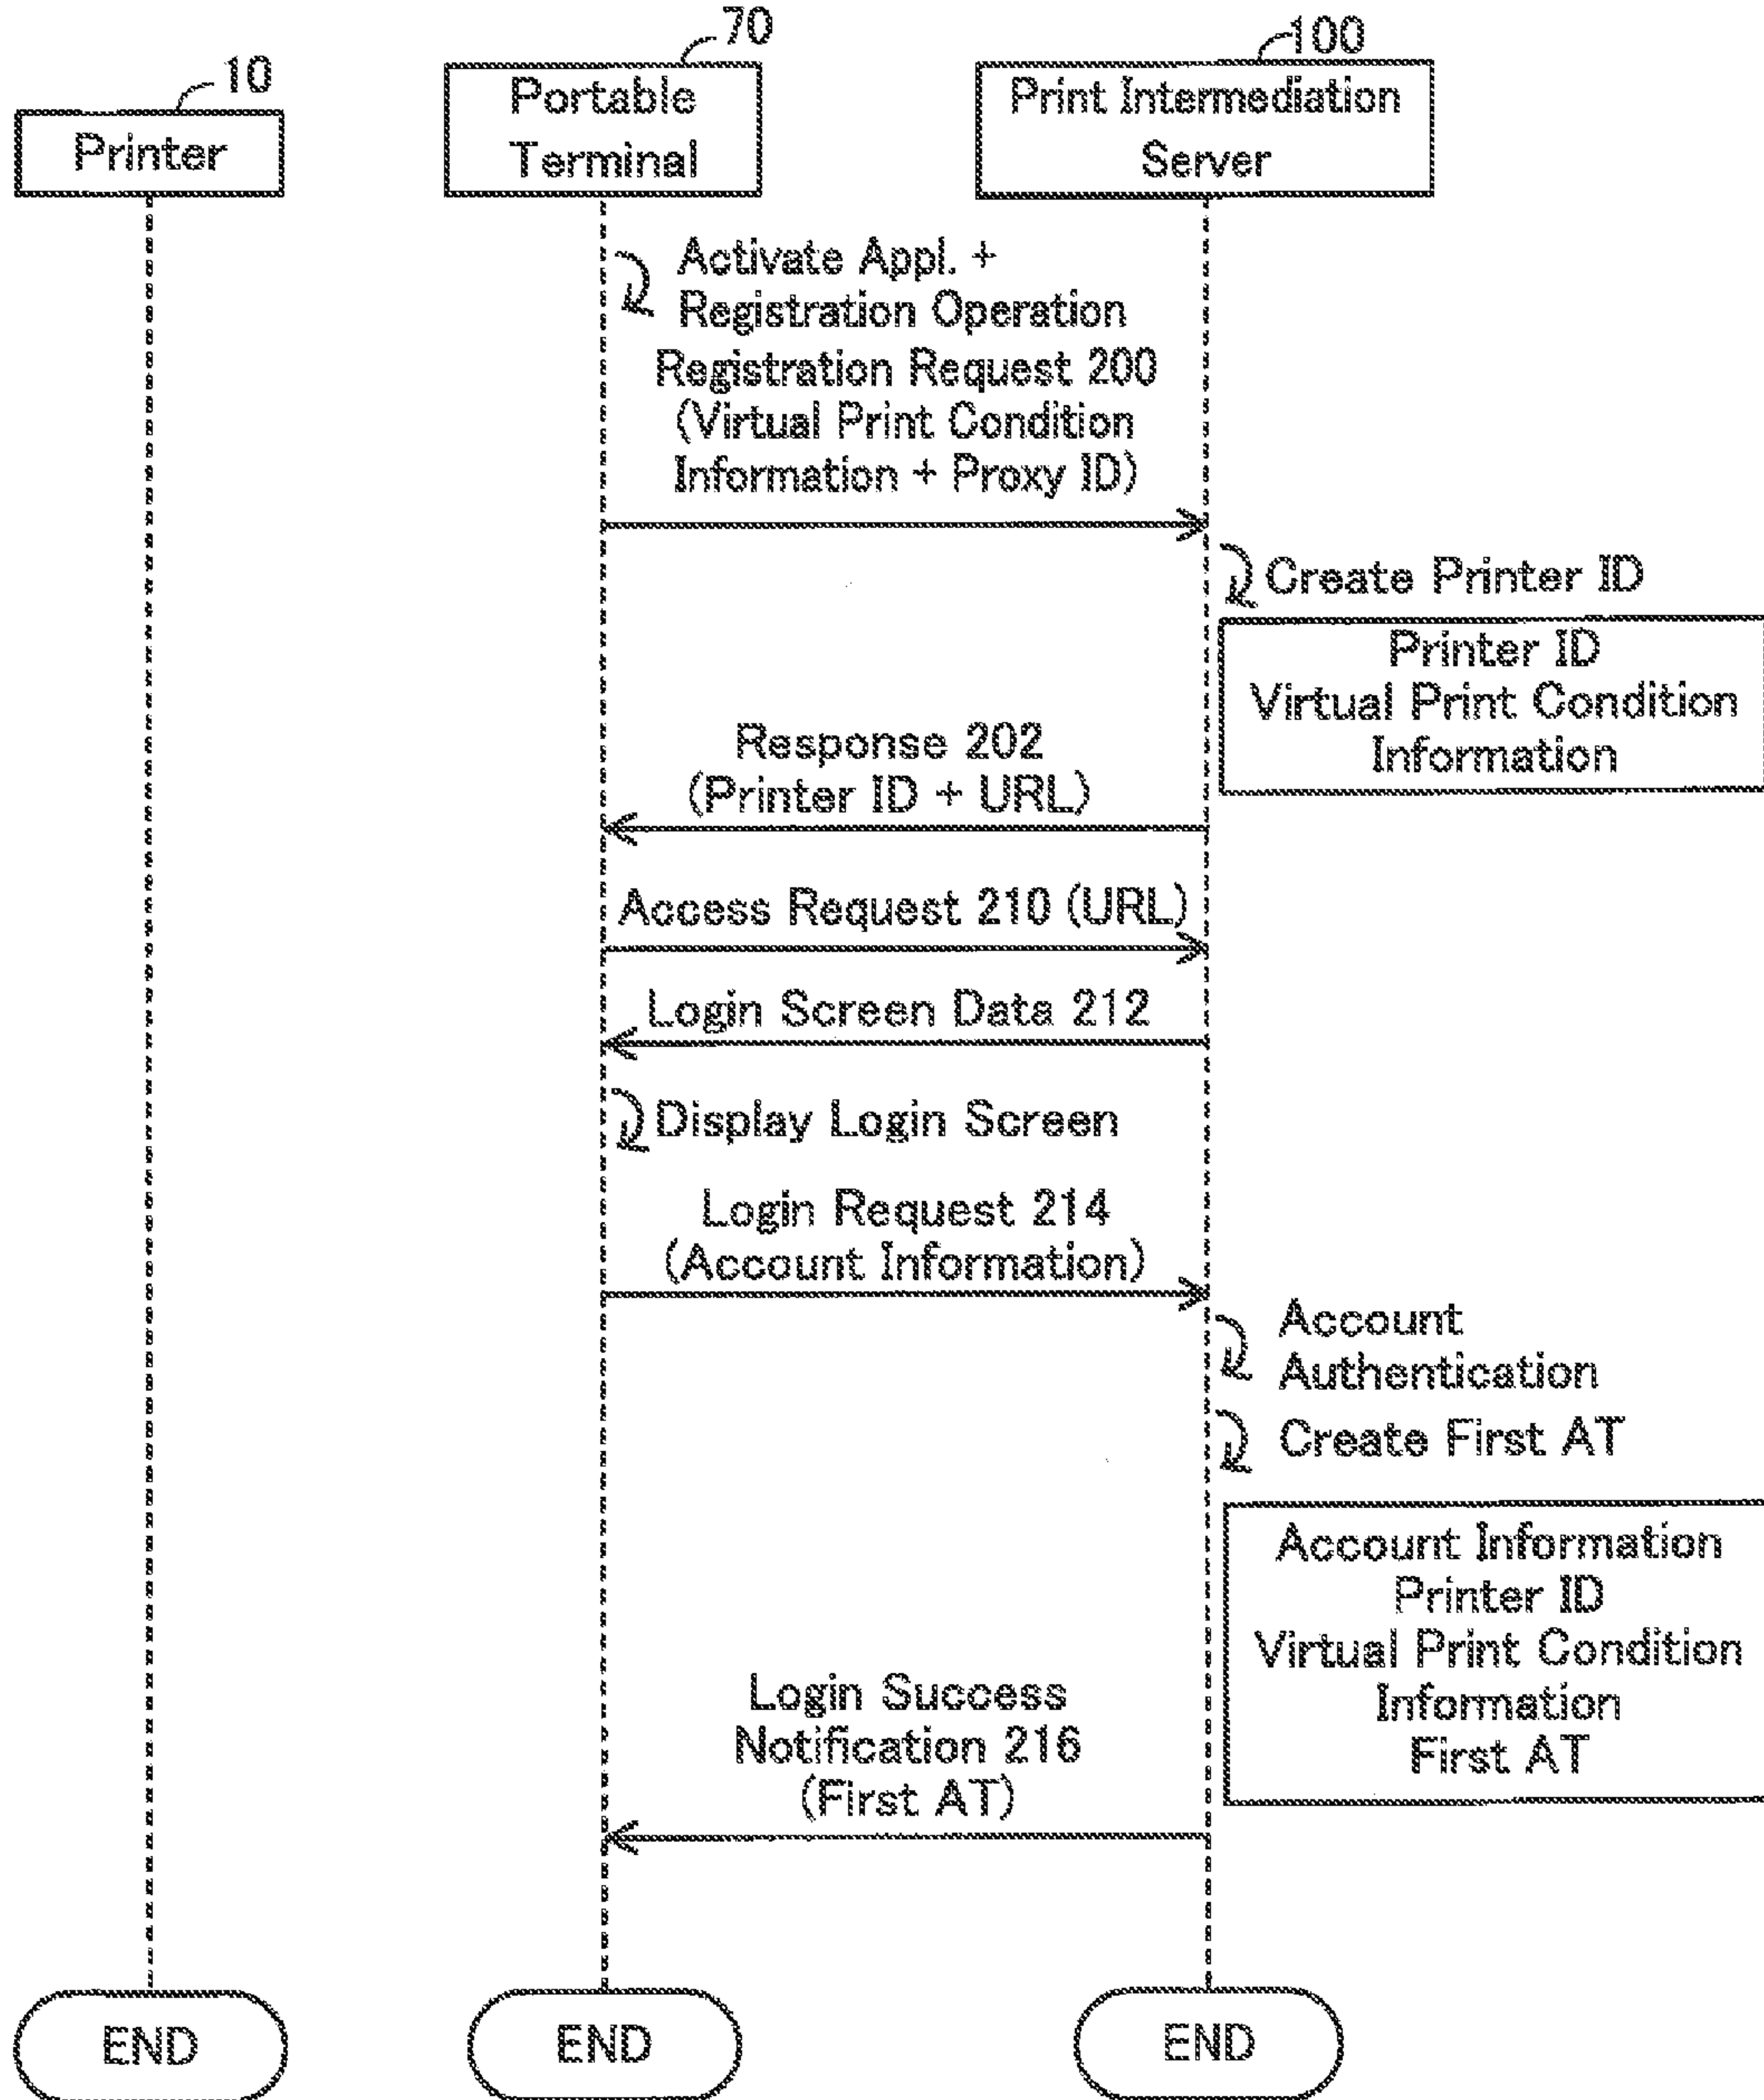 10
70
100
Printer
Portable
Terminal
Print Intermediation
Server
Activate Appl. +
Registration Operation
Registration Request 200
(Virtual Print Condition
Information + Proxy ID)
Create Printer ID
Printer ID
Virtual Print Condition
Information
Response 202
(Printer ID + URL)
Access Request 210 (URL)
Login Screen Data 212
Display Login Screen
Login Request 214
(Account Information)
Account
Authentication
Create First AT
Account Information
Printer ID
Virtual Print Condition
Information
First AT
Login Success
Notification 216
(First AT)
END
END
END